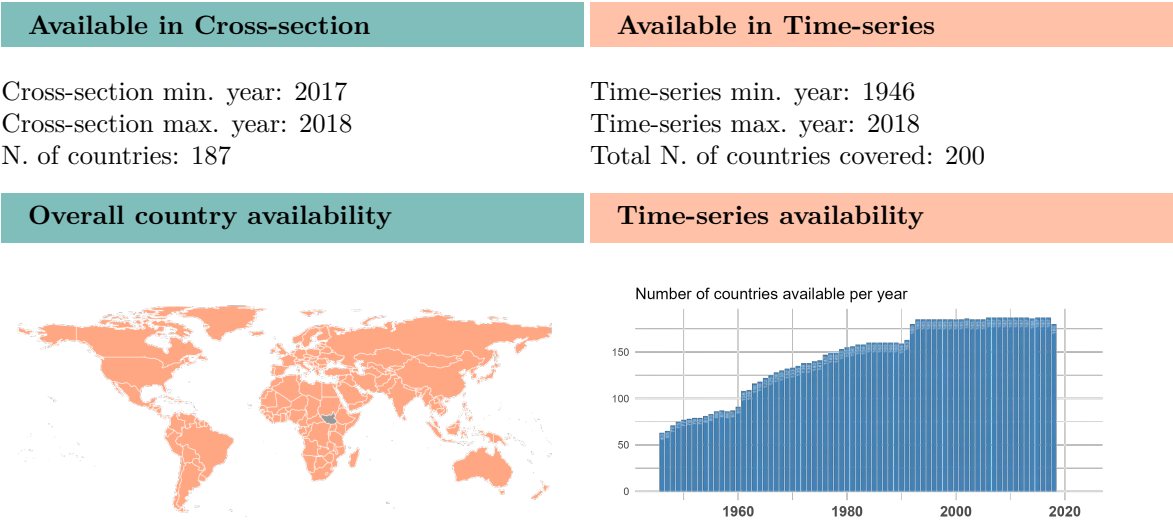 Available in Cross-section
Cross-section min. year: 2017
Cross-section max. year: 2018
N. of countries: 187
Available in Time-series
Time-series min. year: 1946
Time-series max. year: 2018
Total N. of countries covered: 200
Overall country availability
Time-series availability
Number of countries available per year
150
100
50
0
1960
1980
2000
2020